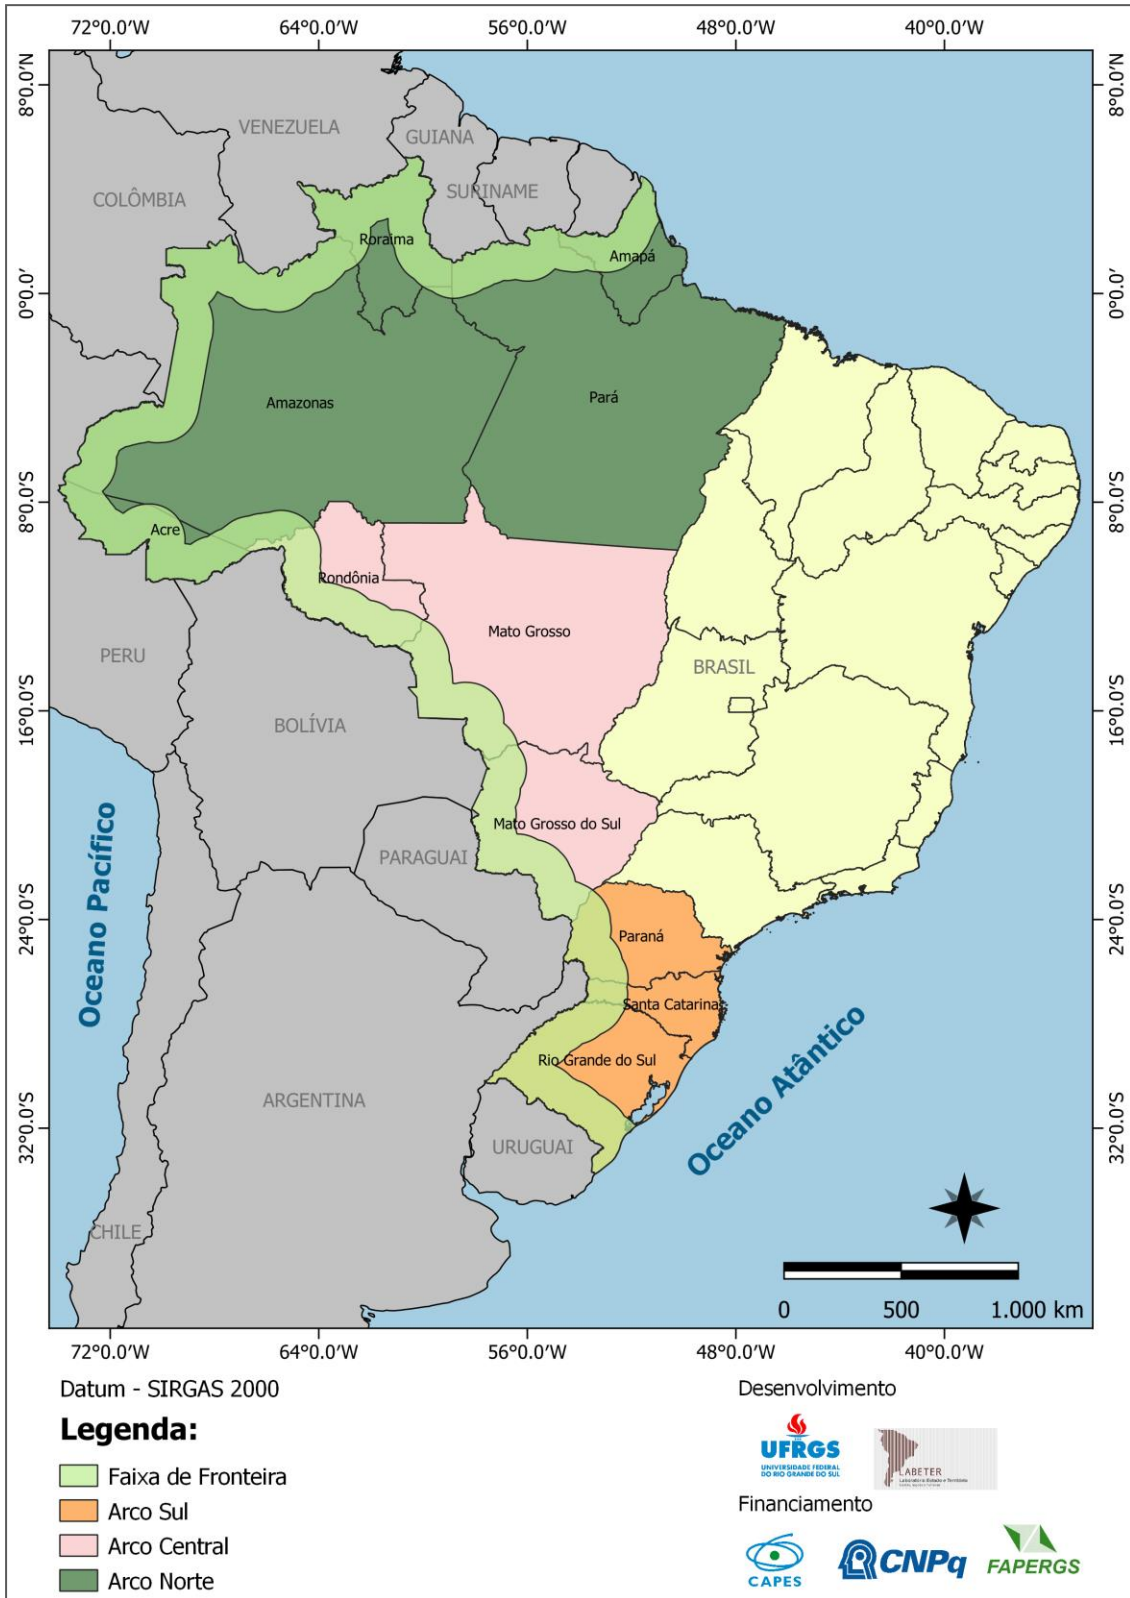 72°0.0'W 64°0.0'W 56°0.0'W 48°0.0'W 40°0.0'W
8°0.0'N 8°0.0'N
VENEZUELA
GUIANA
SURINAME
COLÔMBIA
Roraima
Amapá
0°0.0' 0°0.0'
Amazonas
Pará
8°0.0'S 8°0.0'S
Acre
Rondônia
Mato Grosso
PERU
BRASIL
BOLÍVIA
16°0.0'S 16°0.0'S
Mato Grosso do Sul
PARAGUAI
Oceano Pacífico
24°0.0'S 24°0.0'S
Paraná
Santa Catarina
Rio Grande do Sul
Oceano Atântico
ARGENTINA
32°0.0'S 32°0.0'S
URUGUAI
CHILE
0 500 1.000 km
72°0.0'W 64°0.0'W 56°0.0'W 48°0.0'W 40°0.0'W
Datum - SIRGAS 2000
Legenda:
Faixa de Fronteira
Arco Sul
Arco Central
Arco Norte
Desenvolvimento
UFRGS
UNIVERSIDADE FEDERAL
DO RIO GRANDE DO SUL
LABETER
Laboratório Estado e Território
Financiamento
CAPES
CNPq
FAPERGS